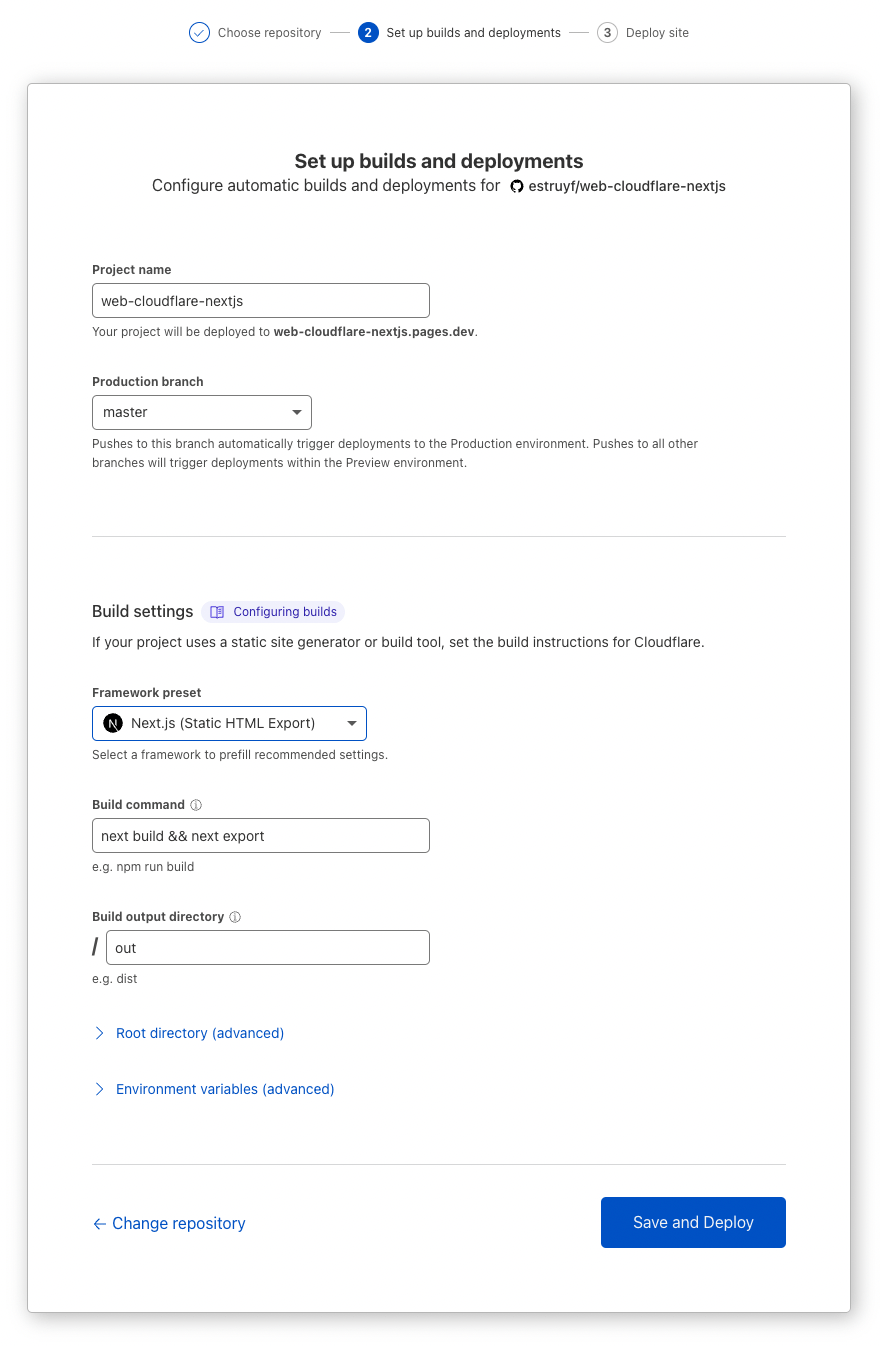 Choose repository
2 Set up builds and deployments
3 Deploy site
Set up builds and deployments
Configure automatic builds and deployments for estruyf/web-cloudflare-nextjs
Project name
web-cloudflare-nextjs
Your project will be deployed to web-cloudflare-nextjs.pages.dev.
Production branch
master
Pushes to this branch automatically trigger deployments to the Production environment. Pushes to all other
branches will trigger deployments within the Preview environment.
Build settings
Configuring builds
If your project uses a static site generator or build tool, set the build instructions for Cloudflare.
Framework preset
N Next.js (Static HTML Export)
Select a framework to prefill recommended settings.
Build command
next build && next export
e.g. npm run build
Build output directory
/ out
e.g. dist
Root directory (advanced)
Environment variables (advanced)
← Change repository
Save and Deploy